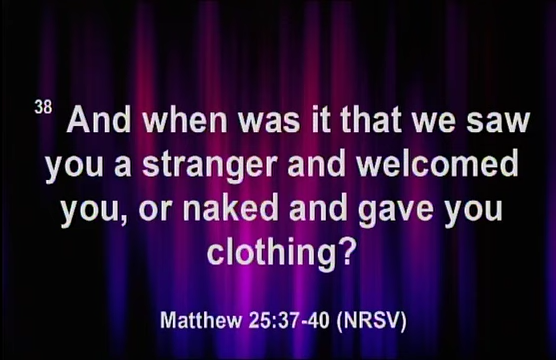 38 And when was it that we saw
you a stranger and welcomed
you, or naked and gave you
clothing?
Matthew 25:37-40 (NRSV)